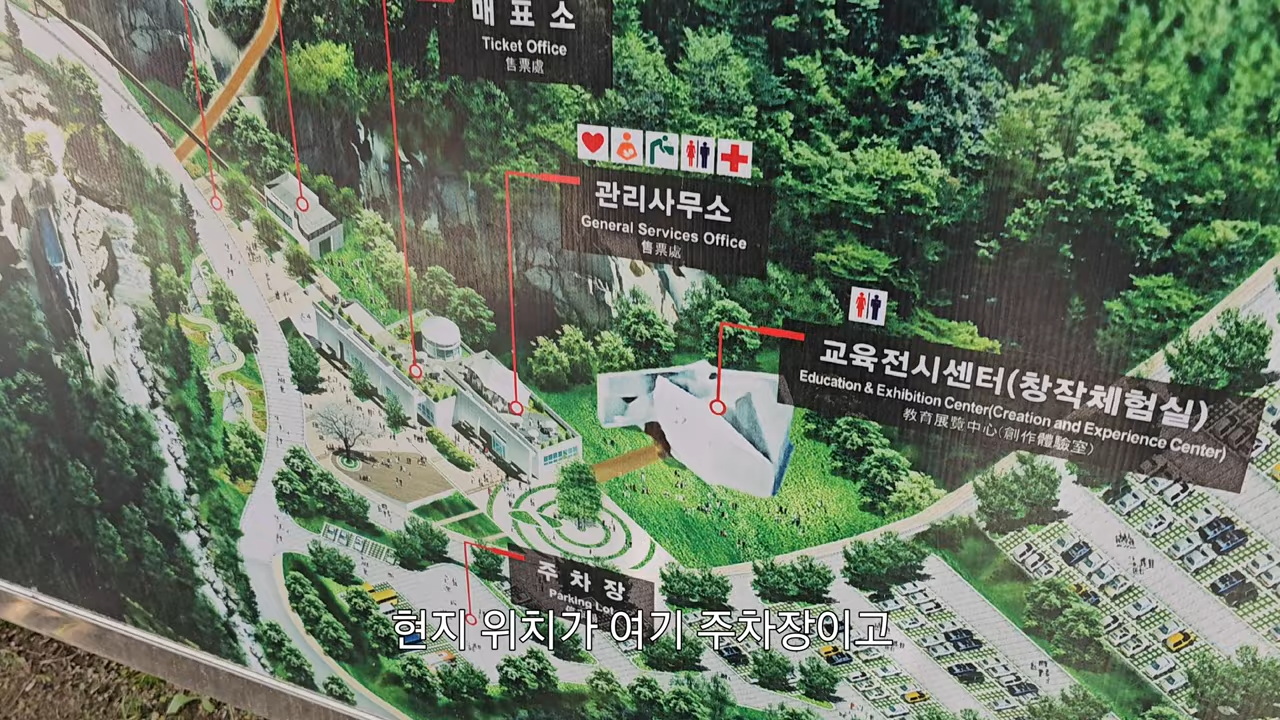 매표소
Ticket Office
售票處
관리사무소
General Services Office
售票處
교육전시센터(창작체험실)
Education & Exhibition Center(Creation and Experience Center)
教育展覽中心(創作體驗室)
주차장
Parking Lot
현지 위치가 여기 주차장이고